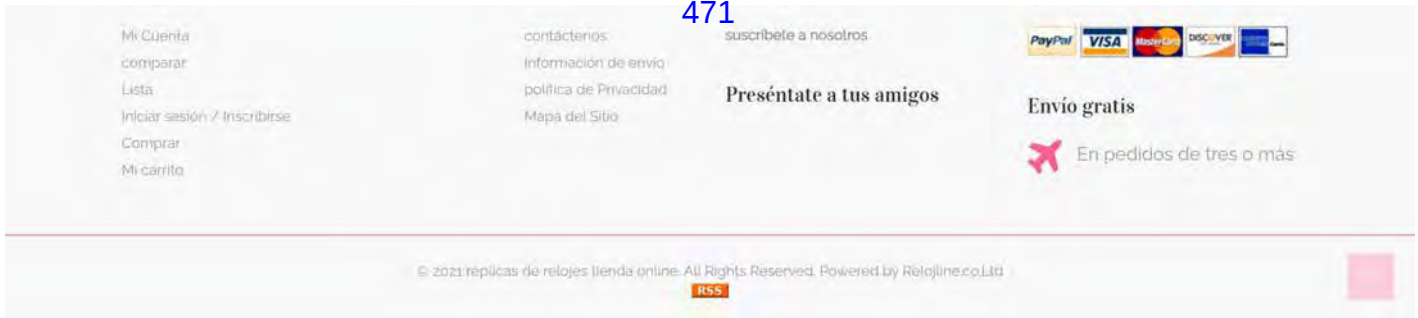 471
Mi Cuenta
comparar
Lista
Iniciar sesión / Inscribirse
Comprar
Mi carrito
contáctenos
Información de envío
política de Privacidad
Mapa del Sitio
suscríbete a nosotros
Preséntate a tus amigos
PayPal VISA MasterCard DISCOVER
Envío gratis
En pedidos de tres o más
© 2021 réplicas de relojes tienda online. All Rights Reserved. Powered by Relojline.co.Ltd
RSS